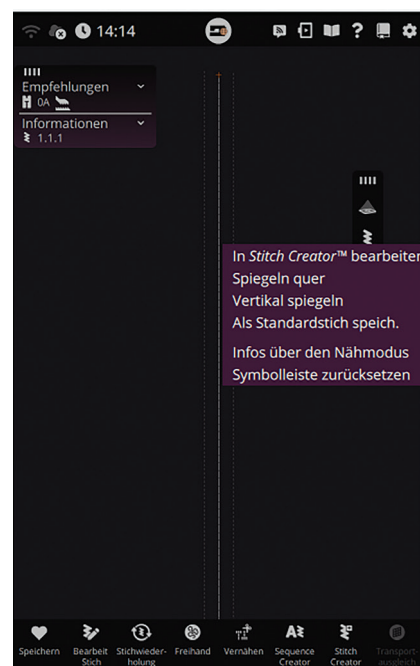 14:14
Empfehlungen
0A
Informationen
1.1.1
In Stitch Creator™ bearbeiten
Spiegeln quer
Vertikal spiegeln
Als Standardstich speich.
Infos über den Nähmodus
Symbolleiste zurücksetzen
Speichern
Bearbeit
Stich
Stichwieder-
holung
Freihand
Vernähen
Sequence
Creator
Stitch
Creator
Transport-
ausgleich